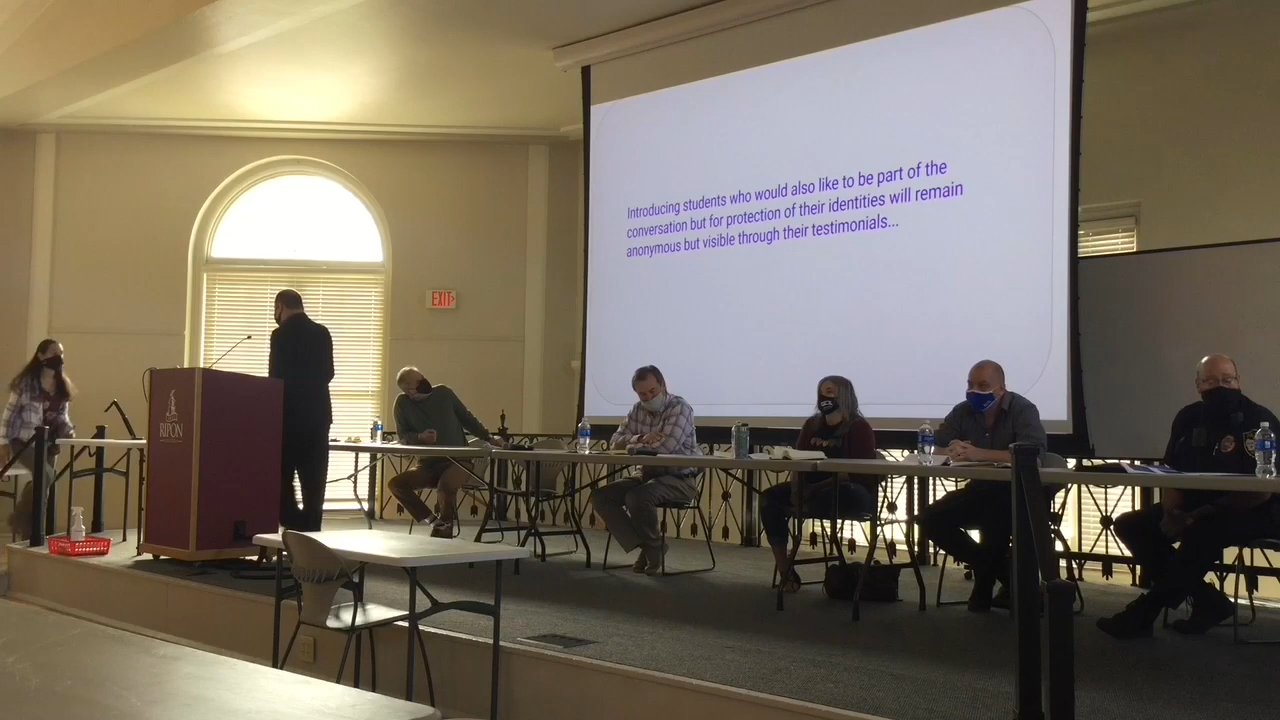 Introducing students who would also like to be part of the
conversation but for protection of their identities will remain
anonymous but visible through their testimonials...
EXIT
RIPON